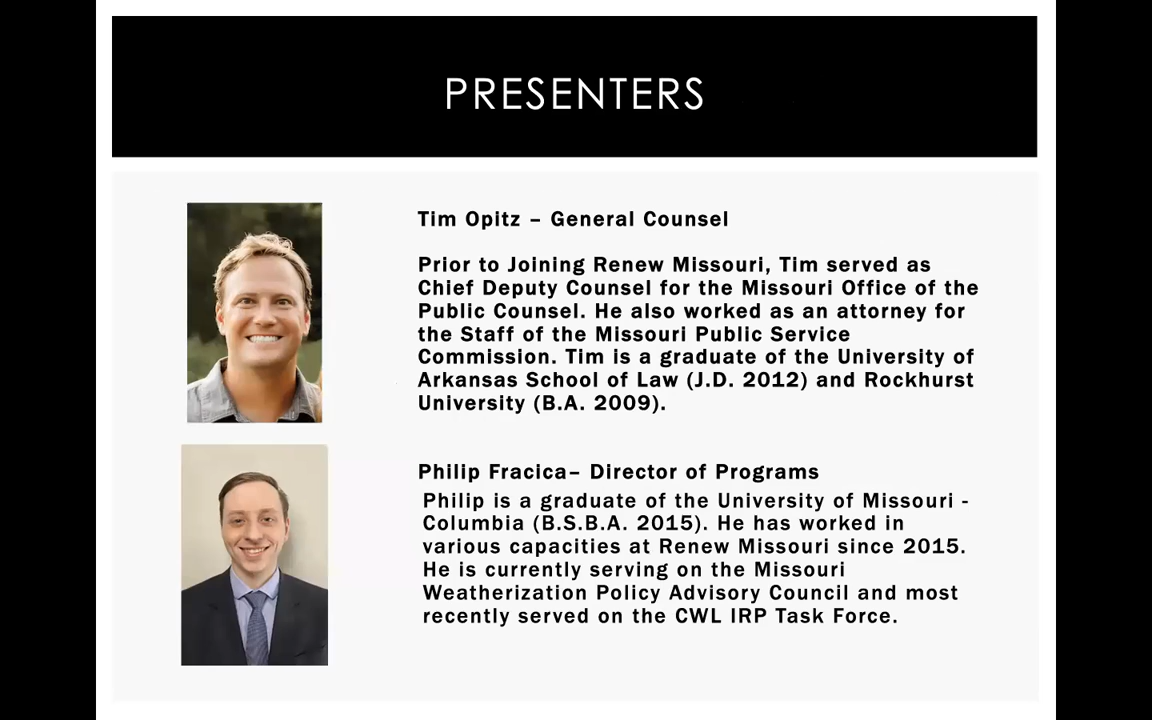 PRESENTERS
Tim Opitz – General Counsel
Prior to Joining Renew Missouri, Tim served as
Chief Deputy Counsel for the Missouri Office of the
Public Counsel. He also worked as an attorney for
the Staff of the Missouri Public Service
Commission. Tim is a graduate of the University of
Arkansas School of Law (J.D. 2012) and Rockhurst
University (B.A. 2009).
Philip Fracica– Director of Programs
Philip is a graduate of the University of Missouri -
Columbia (B.S.B.A. 2015). He has worked in
various capacities at Renew Missouri since 2015.
He is currently serving on the Missouri
Weatherization Policy Advisory Council and most
recently served on the CWL IRP Task Force.